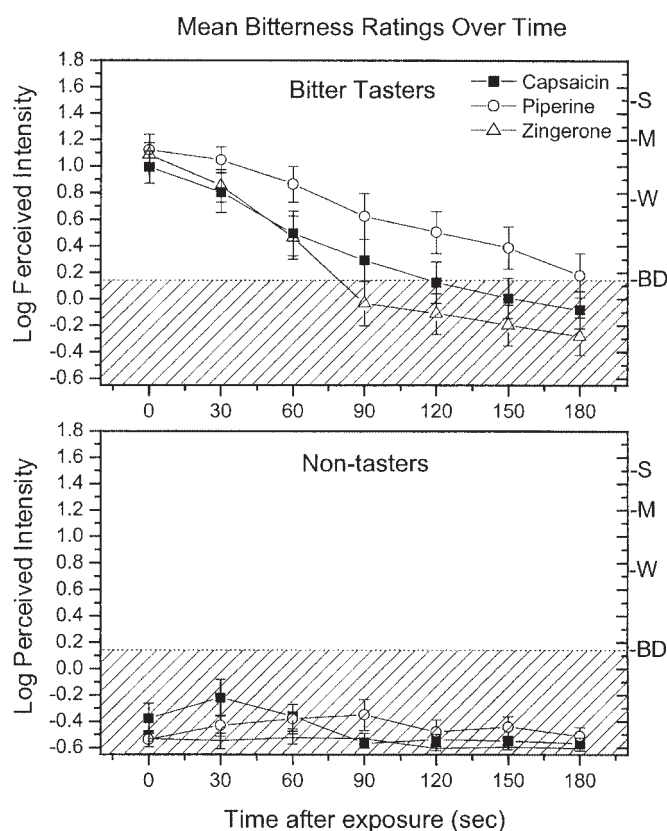 Mean Bitterness Ratings Over Time
Bitter Tasters
Capsaicin
Piperine
Zingerone
Log Perceived Intensity
1.8
1.6
1.4
1.2
1.0
0.8
0.6
0.4
0.2
0.0
-0.2
-0.4
-0.6
-S
-M
-W
-BD
0 30 60 90 120 150 180
Non-tasters
Log Perceived Intensity
1.8
1.6
1.4
1.2
1.0
0.8
0.6
0.4
0.2
0.0
-0.2
-0.4
-0.6
-S
-M
-W
-BD
0 30 60 90 120 150 180
Time after exposure (sec)